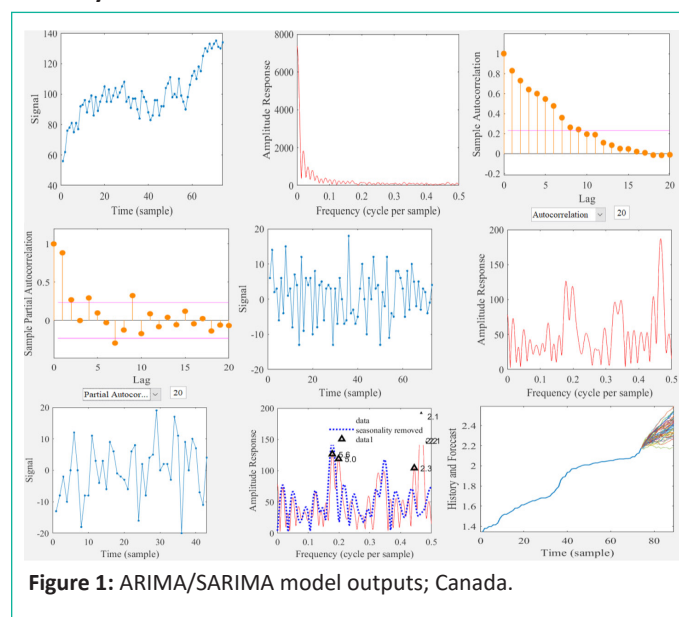 140
120
100
80
60
40
0 20 40 60
Signal
Time (sample)
8000
6000
4000
2000
0
0 0.1 0.2 0.3 0.4 0.5
Amplitude Response
Frequency (cycle per sample)
1
0.8
0.6
0.4
0.2
0
-0.2
0 5 10 15 20
Sample Autocorrelation
Lag
Autocorrelation 20
1
0.5
0
-0.5
0 5 10 15 20
Sample Partial Autocorrelation
Lag
Partial Autocor... 20
20
10
0
-10
-20
0 20 40 60
Signal
Time (sample)
200
150
100
50
0
0 0.1 0.2 0.3 0.4 0.5
Amplitude Response
Frequency (cycle per sample)
20
10
0
-10
-20
0 10 20 30 40
Signal
Time (sample)
200
150
100
50
0
0 0.1 0.2 0.3 0.4 0.5
Amplitude Response
Frequency (cycle per sample)
data
seasonality removed
data1
5.0
2.3
2.1
2.4
2.2
2
1.8
1.6
1.4
0 20 40 60 80
History and Forecast
Time (sample)
Figure 1: ARIMA/SARIMA model outputs; Canada.